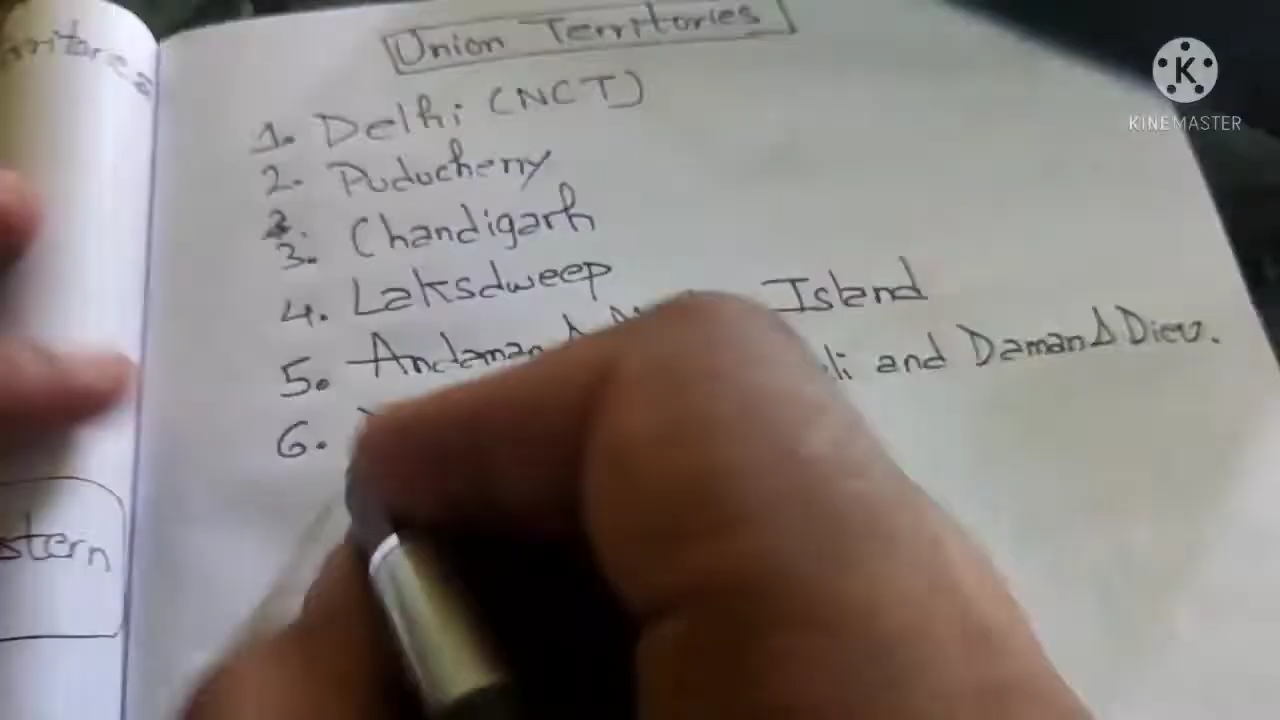 erritores
Union Territories
1. Delhi (NCT)
2. Puducherry
3. Chandigarh
4. Laksdweep
5. Andaman & Island
6. and Daman & Dieu.
stern
KINEMASTER